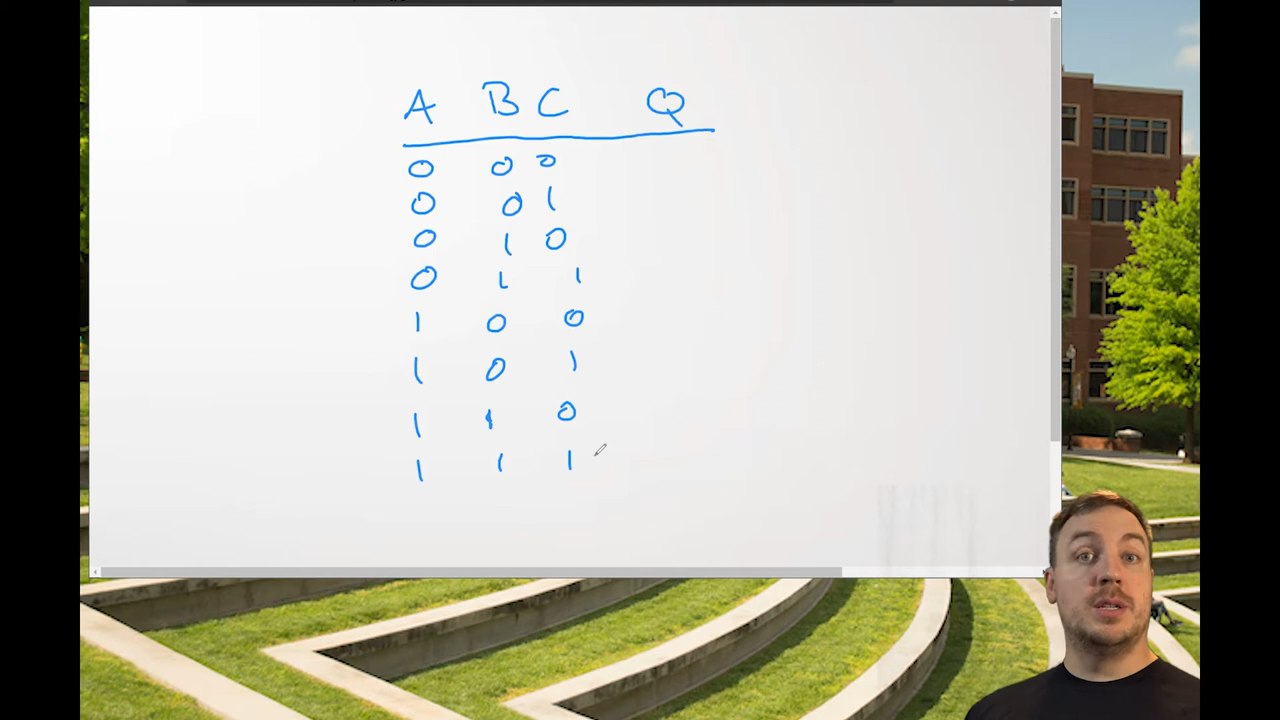 A B C Q
0 0 0
0 0 1
0 1 0
0 1 1
1 0 0
1 0 1
1 1 0
1 1 1